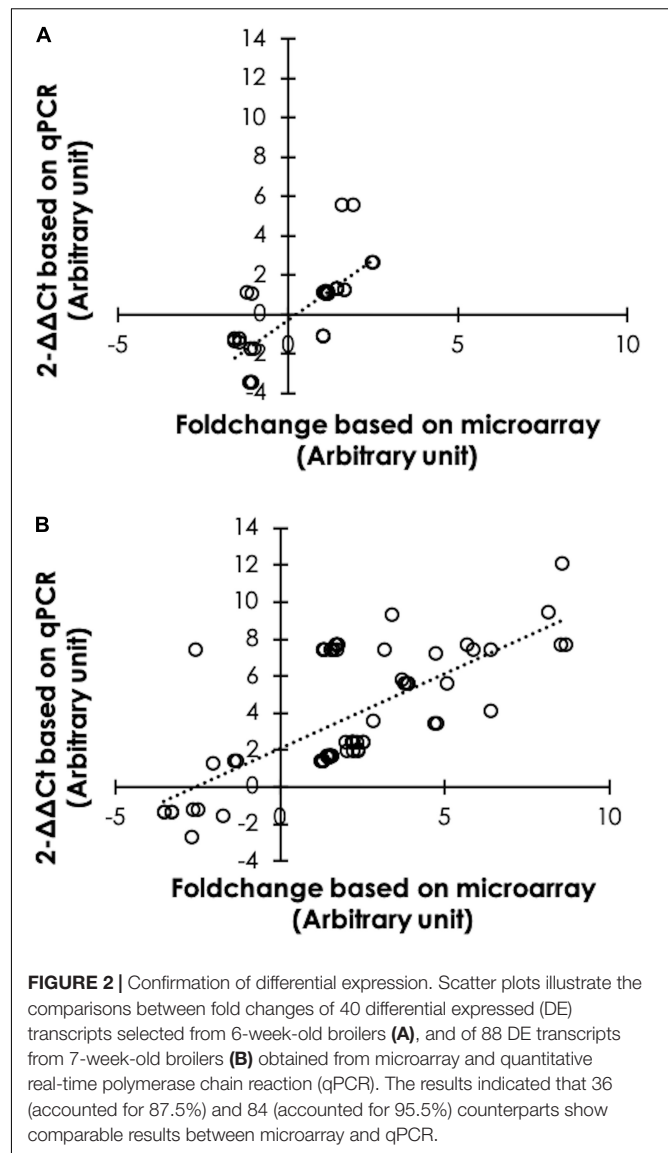 A
14
12
10
8
6
4
2
0
-2
-4
-5
0
5
10
2-ΔΔCt based on qPCR
(Arbitrary unit)
Foldchange based on microarray
(Arbitrary unit)
B
14
12
10
8
6
4
2
0
-2
-4
-5
0
5
10
2-ΔΔCt based on qPCR
(Arbitrary unit)
Foldchange based on microarray
(Arbitrary unit)
FIGURE 2 | Confirmation of differential expression. Scatter plots illustrate the
comparisons between fold changes of 40 differential expressed (DE)
transcripts selected from 6-week-old broilers (A), and of 88 DE transcripts
from 7-week-old broilers (B) obtained from microarray and quantitative
real-time polymerase chain reaction (qPCR). The results indicated that 36
(accounted for 87.5%) and 84 (accounted for 95.5%) counterparts show
comparable results between microarray and qPCR.